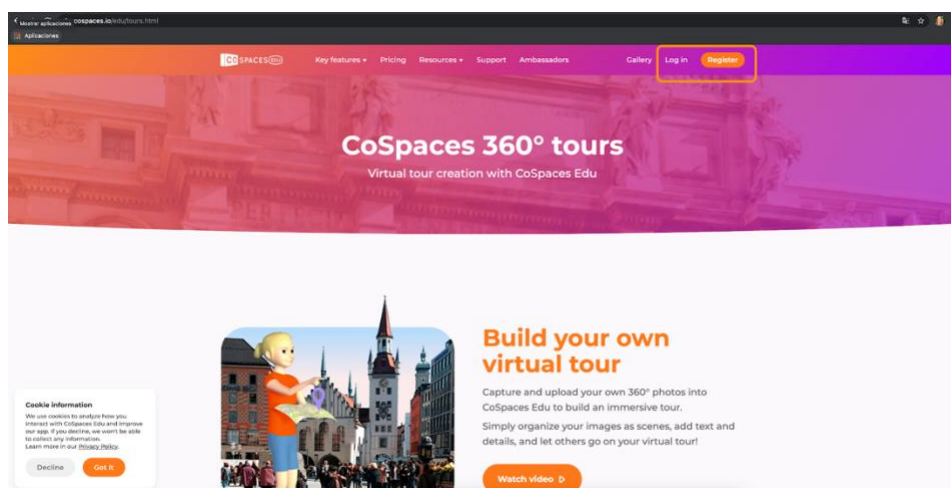 Mostrar aplicaciones
cospaces.io/edu/tours.html
Aplicaciones
CO SPACES EDU Key features Pricing Resources Support Ambassadors Gallery Log in Register
CoSpaces 360° tours
Virtual tour creation with CoSpaces Edu
Build your own
virtual tour
Capture and upload your own 360° photos into
CoSpaces Edu to build an immersive tour.
Simply organize your images as scenes, add text and
details, and let others go on your virtual tour!
Watch video
Cookie information
We use cookies to analyze how you
interact with CoSpaces Edu and improve
our app. If you decline, we won't be able
to collect any information.
Learn more in our Privacy Policy.
Decline Got it